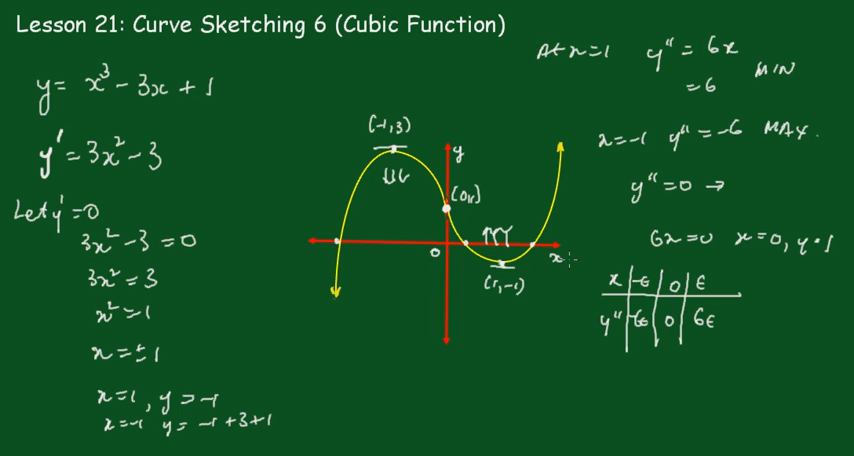 Lesson 21: Curve Sketching 6 (Cubic Function)
y = x³ - 3x + 1
y' = 3x² - 3
Let y' = 0
3x² - 3 = 0
3x² = 3
x² = 1
x = ± 1
x = 1, y = -1
x = -1 y = -1 + 3 + 1
(-1,3)
y
(0,1)
0
x
(1,-1)
At x = 1 y'' = 6x
= 6 MIN
x = -1 y'' = -6 MAX.
y'' = 0 →
6x = 0 x = 0, y = 1
x | -ε | 0 | ε
y'' | -6ε | 0 | 6ε